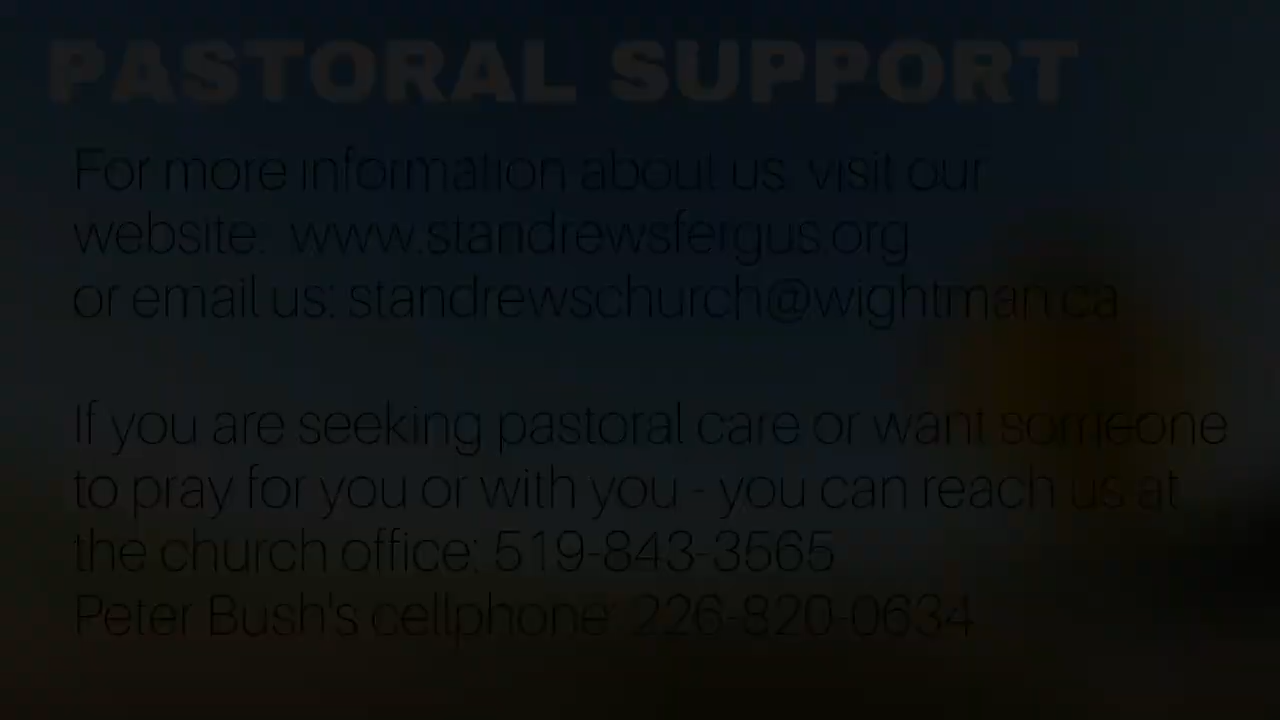 PASTORAL SUPPORT
For more information about us, visit our
website: www.standrewsfergus.org
or email us: standrewschurch@wightman.ca
If you are seeking pastoral care or want someone
to pray for you or with you - you can reach us at
the church office: 519-843-3565
Peter Bush's cellphone: 226-820-0634